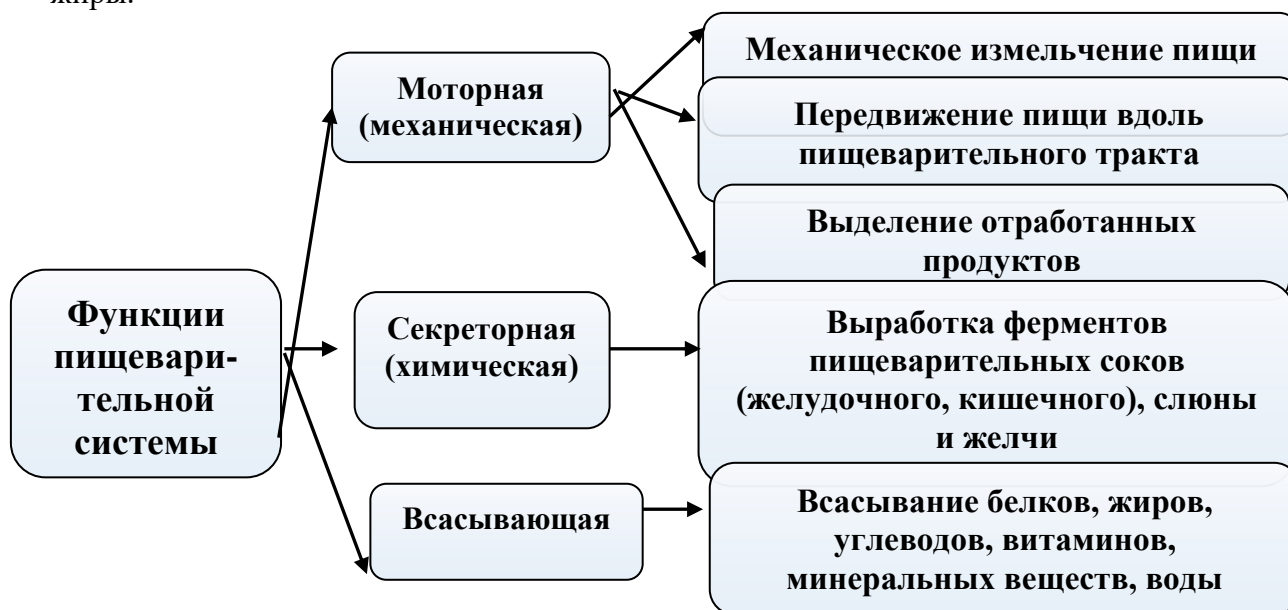 жиры.
Механическое измельчение пищи
Моторная
(механическая)
Передвижение пищи вдоль
пищеварительного тракта
Выделение отработанных
продуктов
Функции
пищевари-
тельной
системы
Секреторная
(химическая)
Выработка ферментов
пищеварительных соков
(желудочного, кишечного), слюны
и желчи
Всасывающая
Всасывание белков, жиров,
углеводов, витаминов,
минеральных веществ, воды